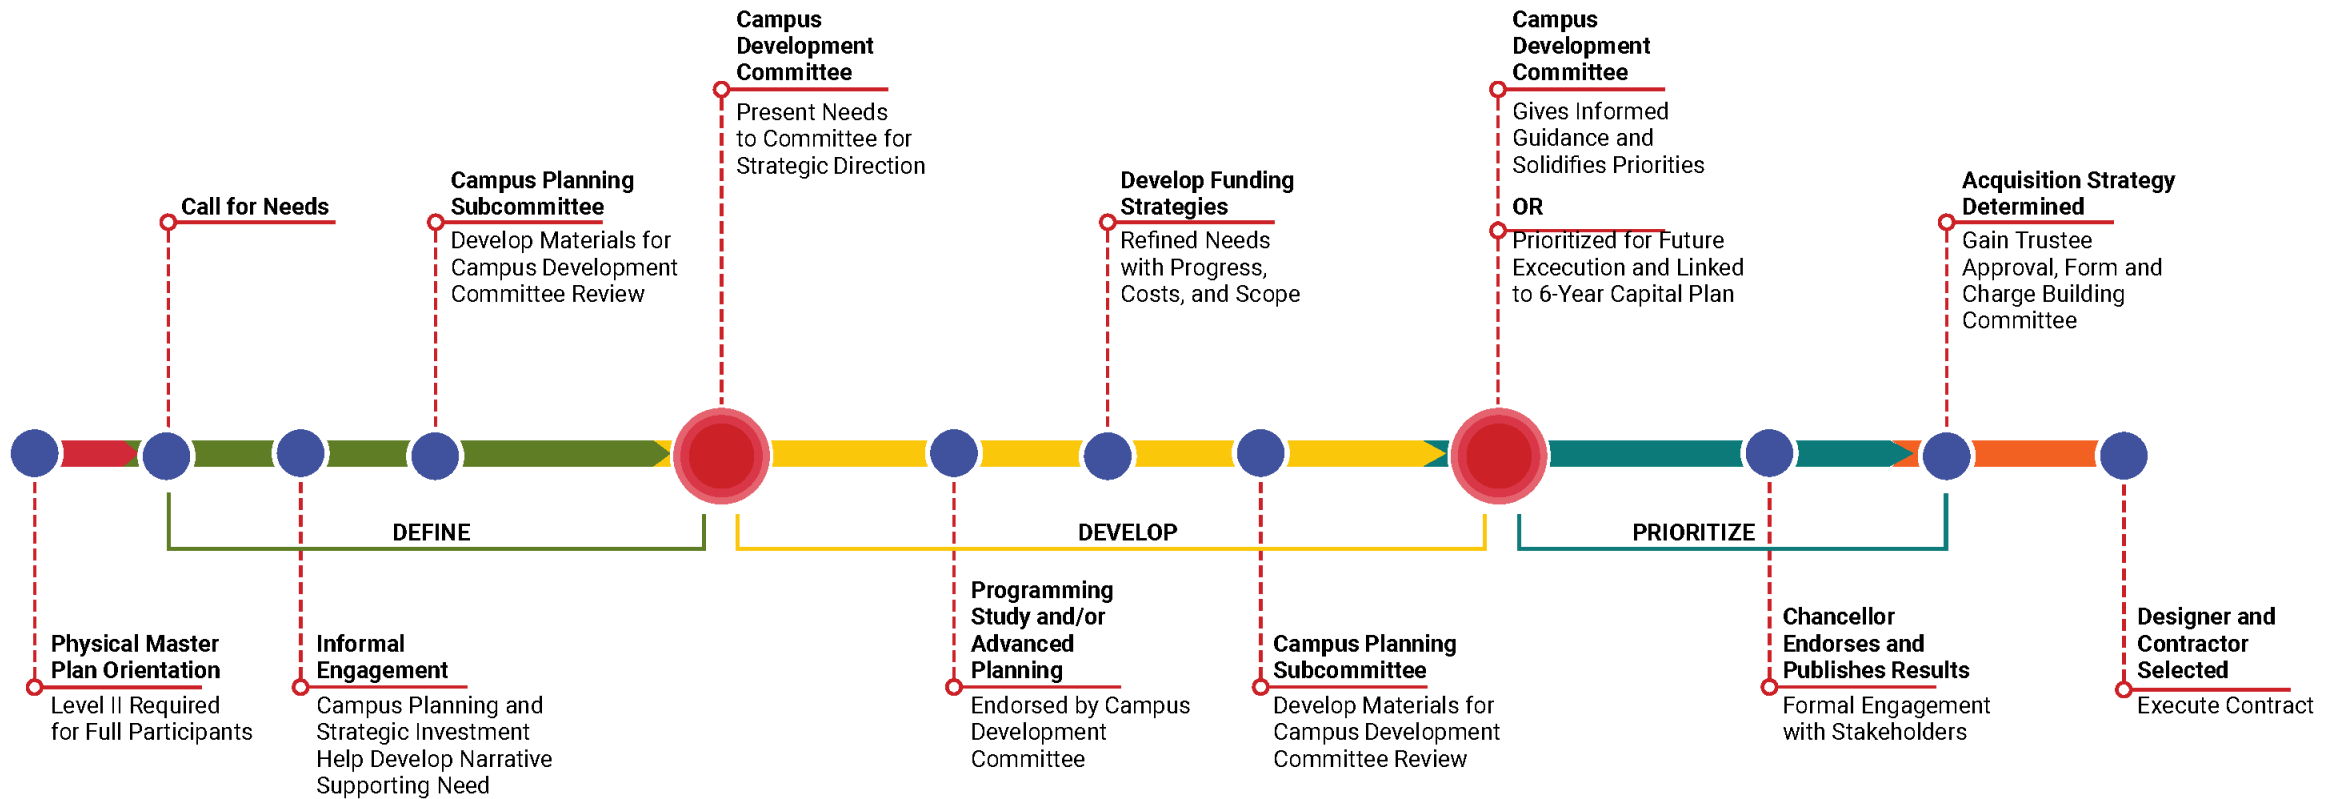 Physical Master
Plan Orientation
Level II Required
for Full Participants
Call for Needs
Informal
Engagement
Campus Planning and
Strategic Investment
Help Develop Narrative
Supporting Need
Campus Planning
Subcommittee
Develop Materials for
Campus Development
Committee Review
DEFINE
Campus
Development
Committee
Present Needs
to Committee for
Strategic Direction
Programming
Study and/or
Advanced
Planning
Endorsed by Campus
Development
Committee
Develop Funding
Strategies
Refined Needs
with Progress,
Costs, and Scope
DEVELOP
Campus Planning
Subcommittee
Develop Materials for
Campus Development
Committee Review
Campus
Development
Committee
Gives Informed
Guidance and
Solidifies Priorities
OR
Prioritized for Future
Excecution and Linked
to 6-Year Capital Plan
PRIORITIZE
Chancellor
Endorses and
Publishes Results
Formal Engagement
with Stakeholders
Acquisition Strategy
Determined
Gain Trustee
Approval, Form and
Charge Building
Committee
Designer and
Contractor
Selected
Execute Contract